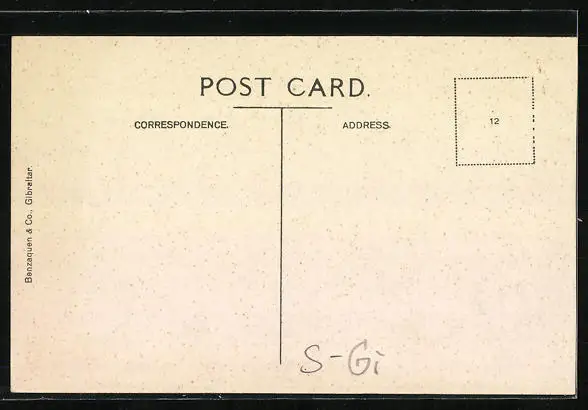 POST CARD.
CORRESPONDENCE.
ADDRESS.
12
Benzaquen & Co., Gibraltar.
S-Gi